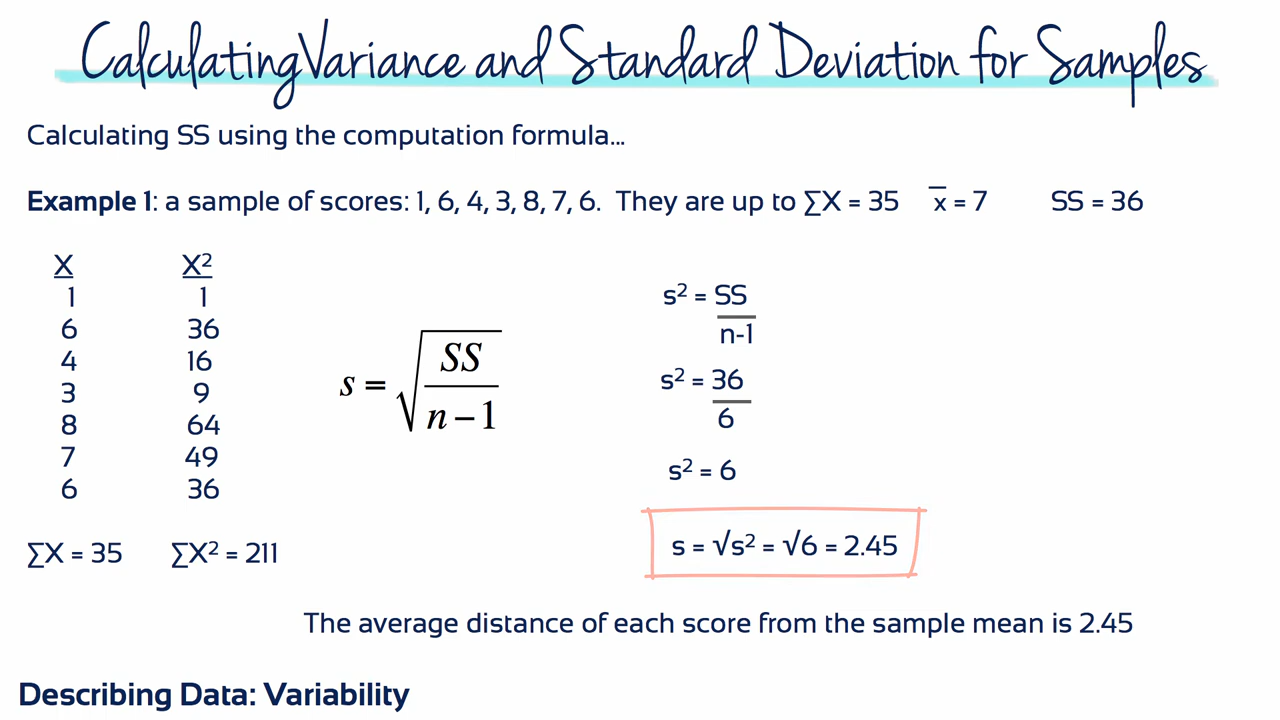 Calculating Variance and Standard Deviation for Samples
Calculating SS using the computation formula...
Example 1: a sample of scores: 1, 6, 4, 3, 8, 7, 6. They are up to ∑X = 35 x̅ = 7 SS = 36
X X²
1 1
6 36
4 16
3 9
8 64
7 49
6 36
∑X = 35 ∑X² = 211
s = √(SS / n − 1)
s² = SS
n-1
s² = 36
6
s² = 6
s = √s² = √6 = 2.45
The average distance of each score from the sample mean is 2.45
Describing Data: Variability